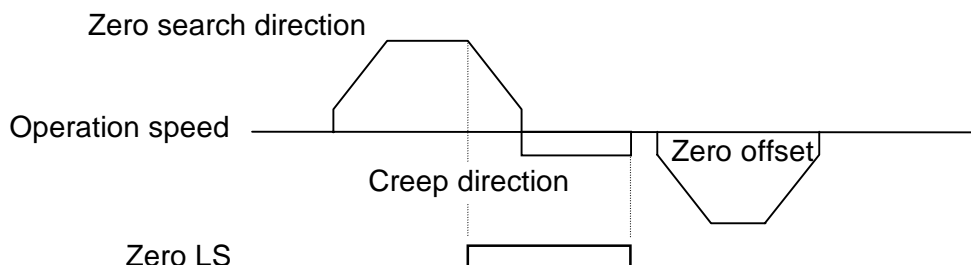 Zero search direction
Operation speed
Zero offset
Creep direction
Zero LS